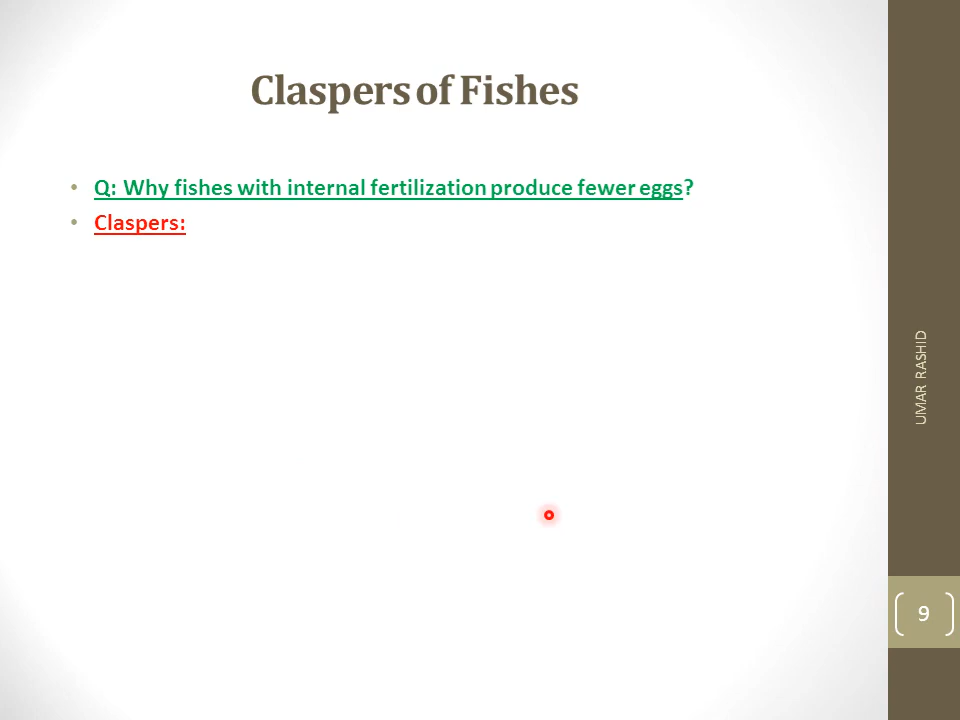 Claspers of Fishes
• Q: Why fishes with internal fertilization produce fewer eggs?
• Claspers:
UMAR RASHID
9